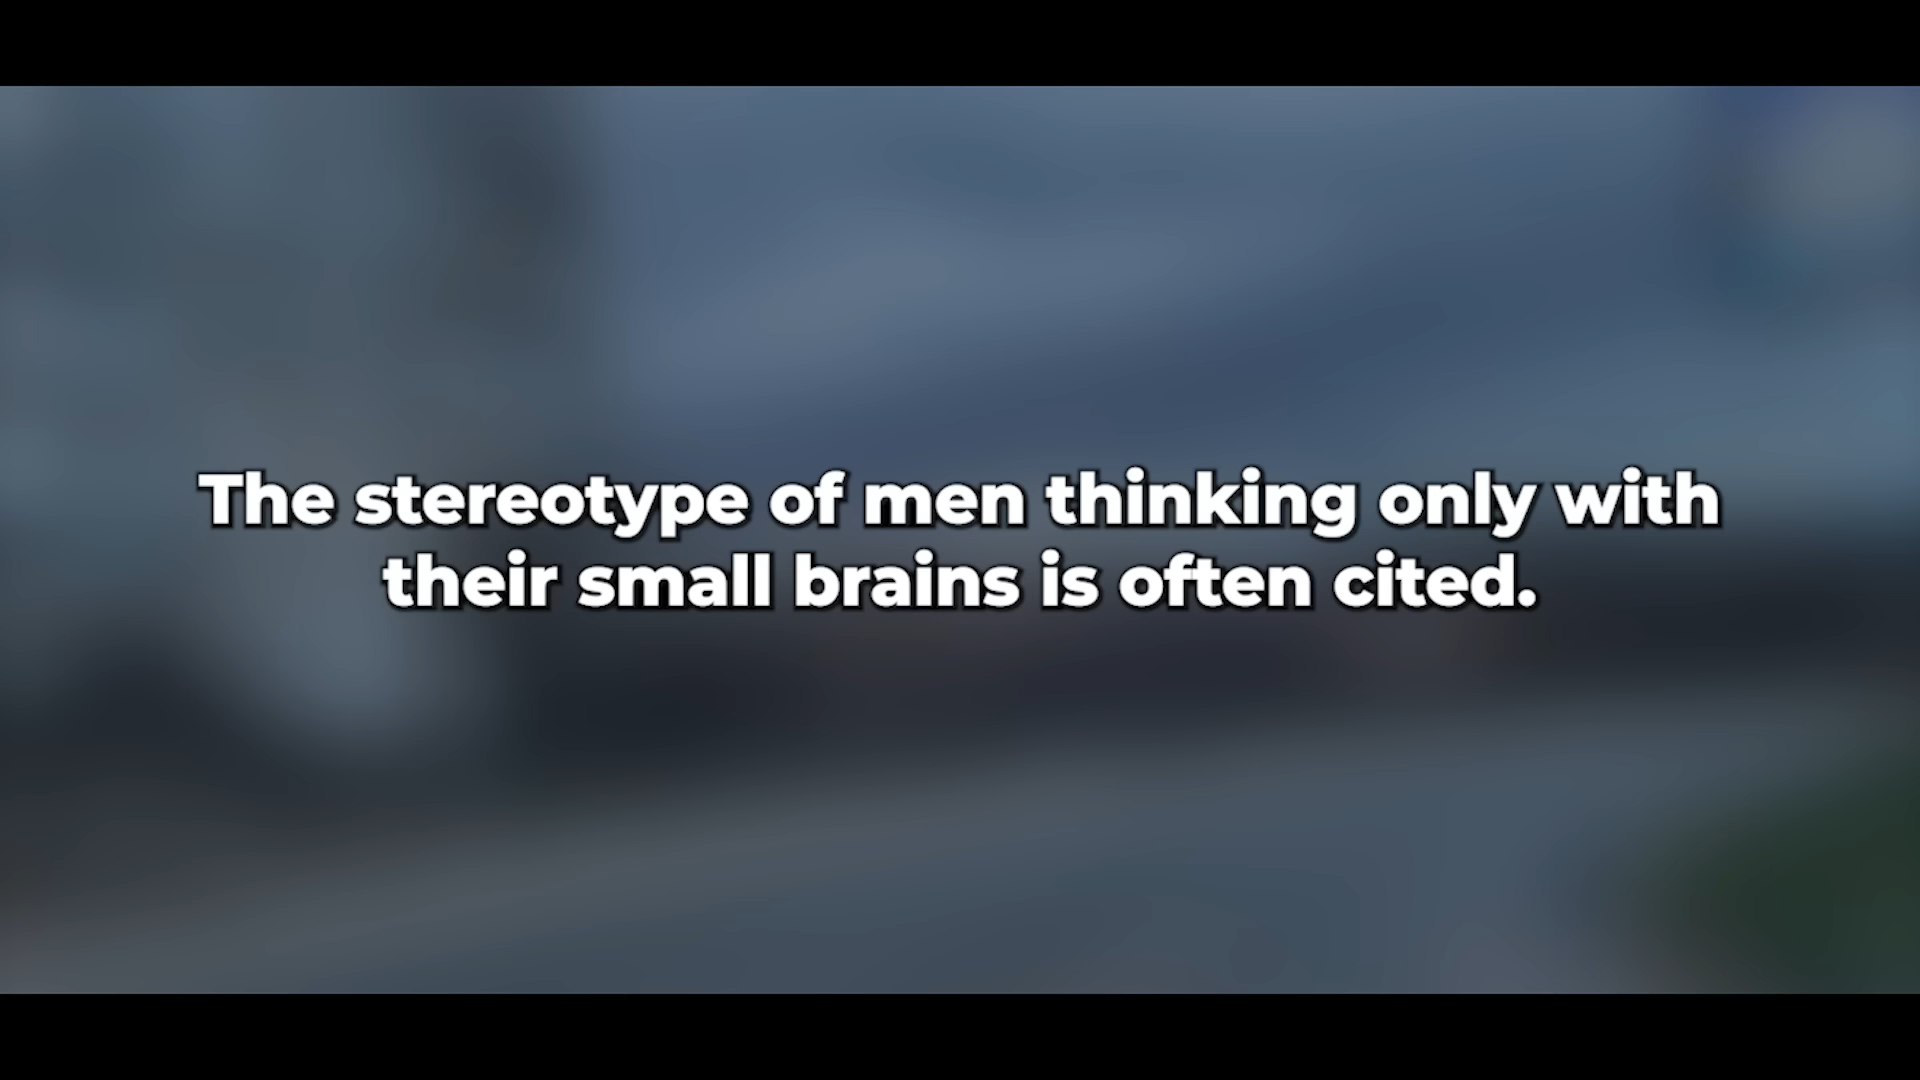 The stereotype of men thinking only with
their small brains is often cited.